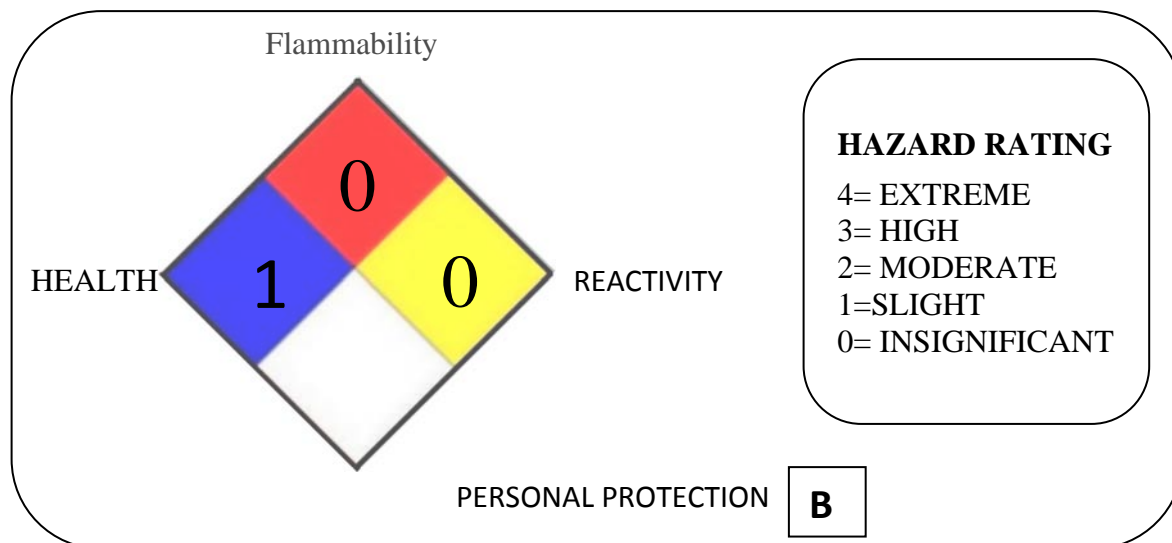 Flammability
0
HEALTH
1
0
REACTIVITY
HAZARD RATING
4= EXTREME
3= HIGH
2= MODERATE
1=SLIGHT
0= INSIGNIFICANT
PERSONAL PROTECTION B